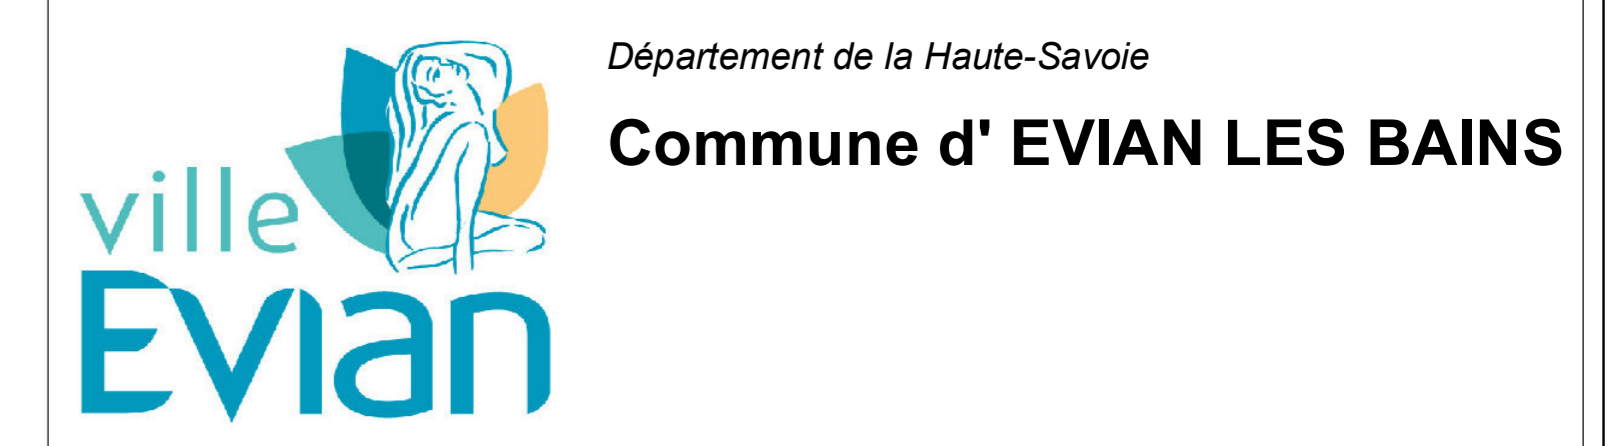 Département de la Haute-Savoie
Commune d' EVIAN LES BAINS
ville
Evian